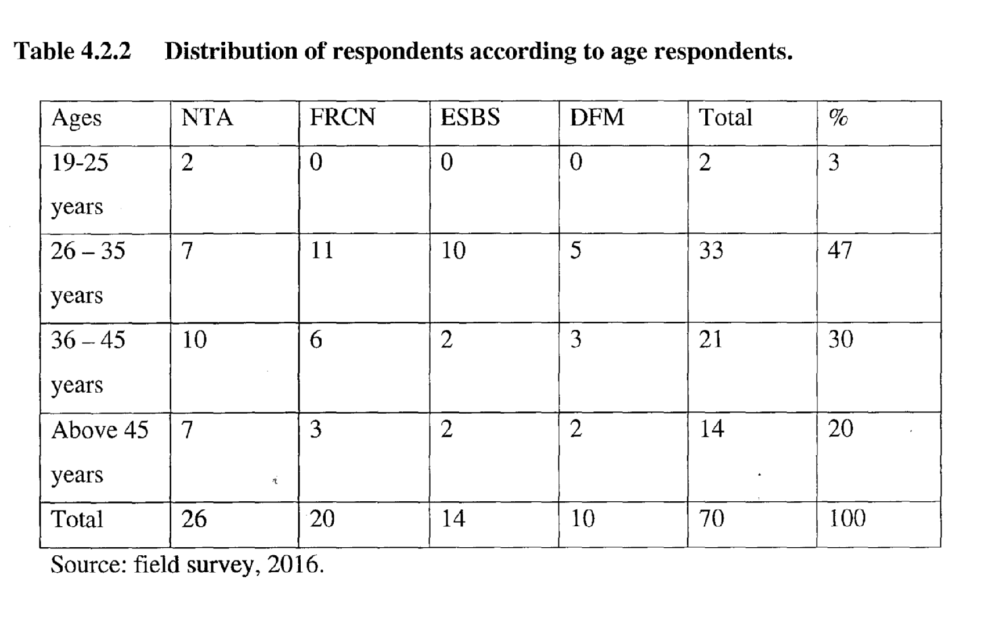 Table 4.2.2 Distribution of respondents according to age respondents.
Ages NTA FRCN ESBS DFM Total %
19-25 2 0 0 0 2 3
years
26 – 35 7 11 10 5 33 47
years
36 – 45 10 6 2 3 21 30
years
Above 45 7 3 2 2 14 20
years
Total 26 20 14 10 70 100
Source: field survey, 2016.